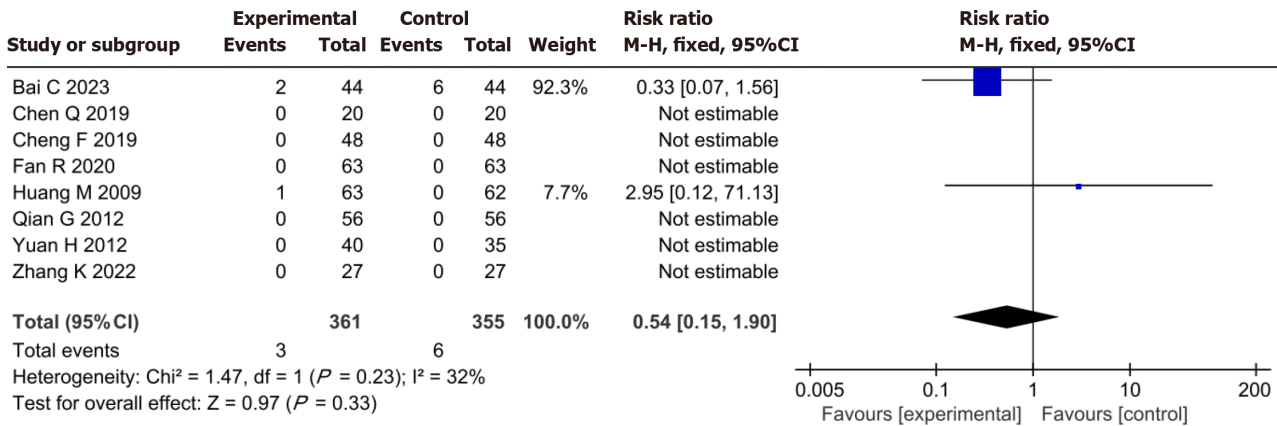 Experimental Control Risk ratio Risk ratio
Study or subgroup Events Total Events Total Weight M-H, fixed, 95%CI M-H, fixed, 95%CI
Bai C 2023 2 44 6 44 92.3% 0.33 [0.07, 1.56]
Chen Q 2019 0 20 0 20 Not estimable
Cheng F 2019 0 48 0 48 Not estimable
Fan R 2020 0 63 0 63 Not estimable
Huang M 2009 1 63 0 62 7.7% 2.95 [0.12, 71.13]
Qian G 2012 0 56 0 56 Not estimable
Yuan H 2012 0 40 0 35 Not estimable
Zhang K 2022 0 27 0 27 Not estimable
Total (95%CI) 361 355 100.0% 0.54 [0.15, 1.90]
Total events 3 6
Heterogeneity: Chi² = 1.47, df = 1 (P = 0.23); I² = 32%
Test for overall effect: Z = 0.97 (P = 0.33)
0.005 0.1 1 10 200
Favours [experimental] Favours [control]